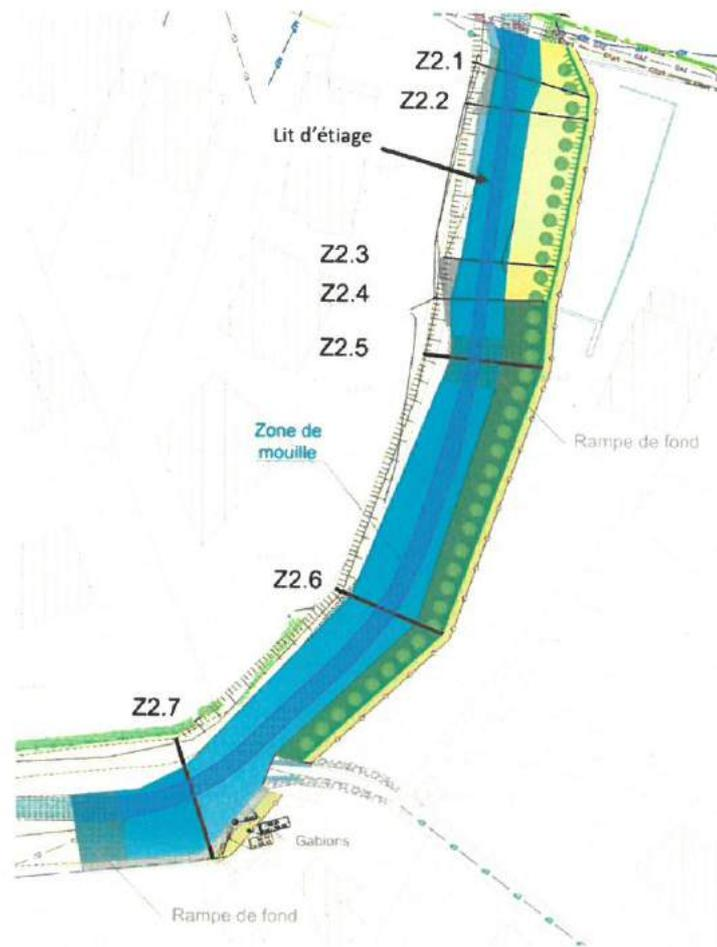 Z2.1
Z2.2
Lit d'étiage
Z2.3
Z2.4
Z2.5
Rampe de fond
Zone de
mouille
Z2.6
Z2.7
Gabions
Rampe de fond